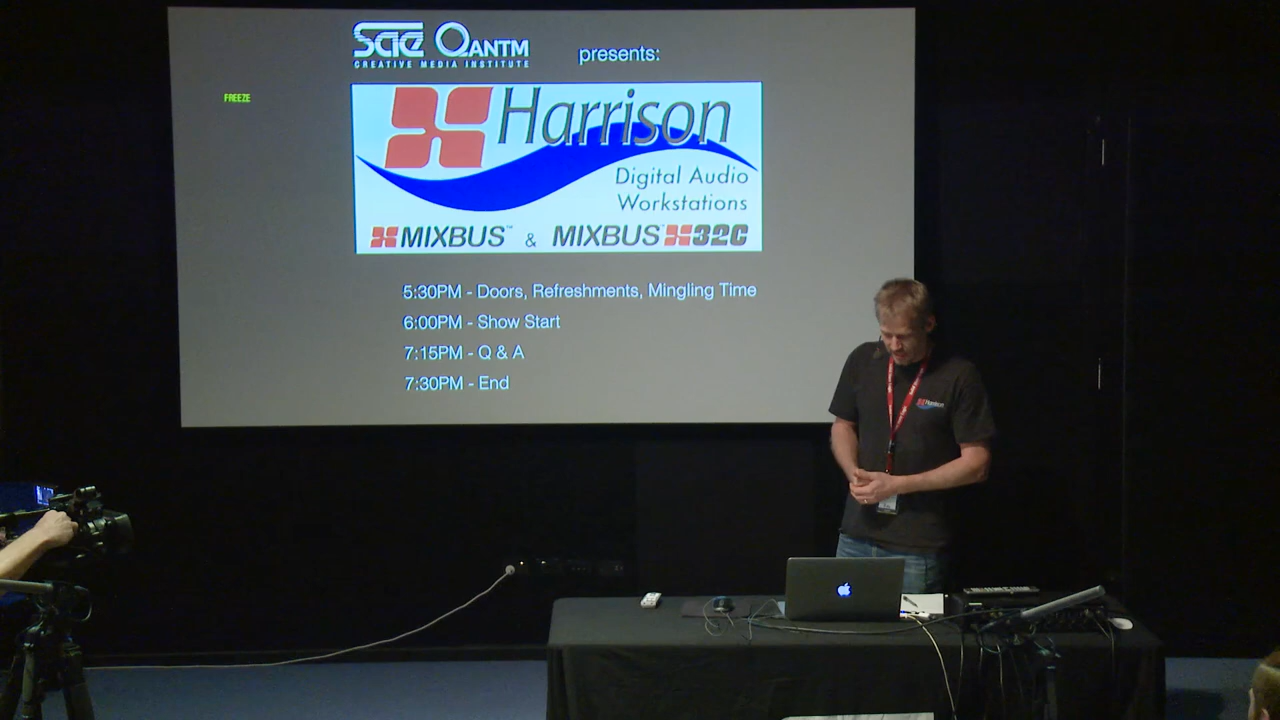 sae QANTM
CREATIVE MEDIA INSTITUTE
presents:
FREEZE
Harrison
Digital Audio
Workstations
MIXBUS™ & MIXBUS 32C
5:30PM - Doors, Refreshments, Mingling Time
6:00PM - Show Start
7:15PM - Q & A
7:30PM - End
Harrison